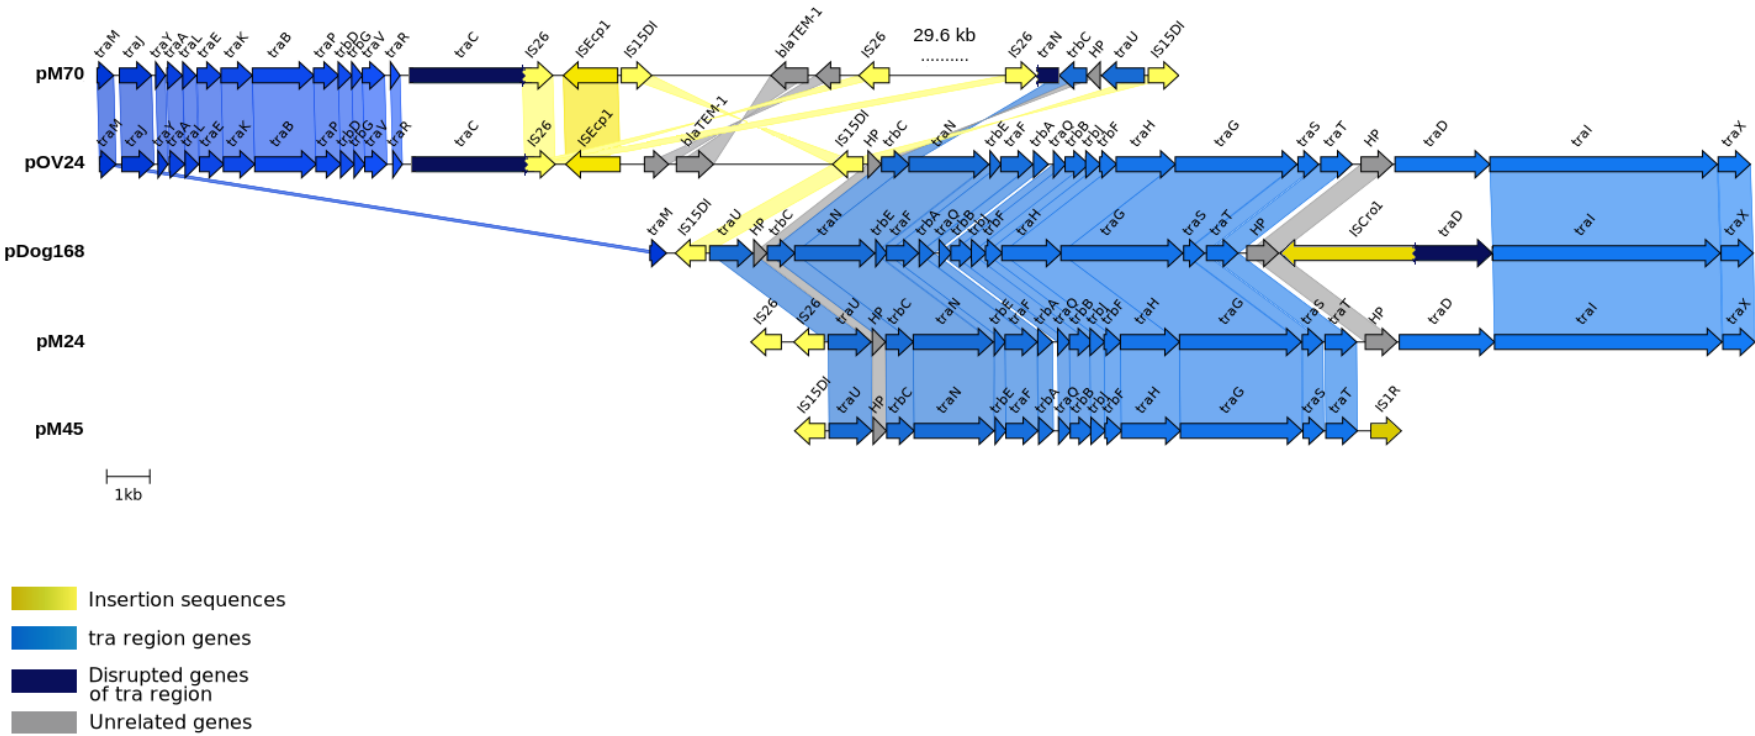 traM traJ traY traA traL traE traK traB traP trbD trbG traV traR traC IS26 ISEcp1 IS15DI blaTEM-1 IS26 29.6 kb IS26 traN trbC HP traU IS15DI
pM70
traM traJ traY traA traL traE traK traB traP trbD trbG traV traR traC IS26 ISEcp1 blaTEM-1 IS15DI HP trbC traN trbE traF trbA traQ trbB trbJ trbF traH traG traS traT HP traD traI traX
pOV24
traM IS15DI traU HP trbC traN trbE traF trbA traQ trbB trbJ trbF traH traG traS traT HP ISCro1 traD traI traX
pDog168
IS26 IS26 traU HP trbC traN trbE traF trbA traQ trbB trbJ trbF traH traG traS traT HP traD traI traX
pM24
IS15DI traU HP trbC traN trbE traF trbA traQ trbB trbJ trbF traH traG traS traT IS1R
pM45
1kb
Insertion sequences
tra region genes
Disrupted genes
of tra region
Unrelated genes